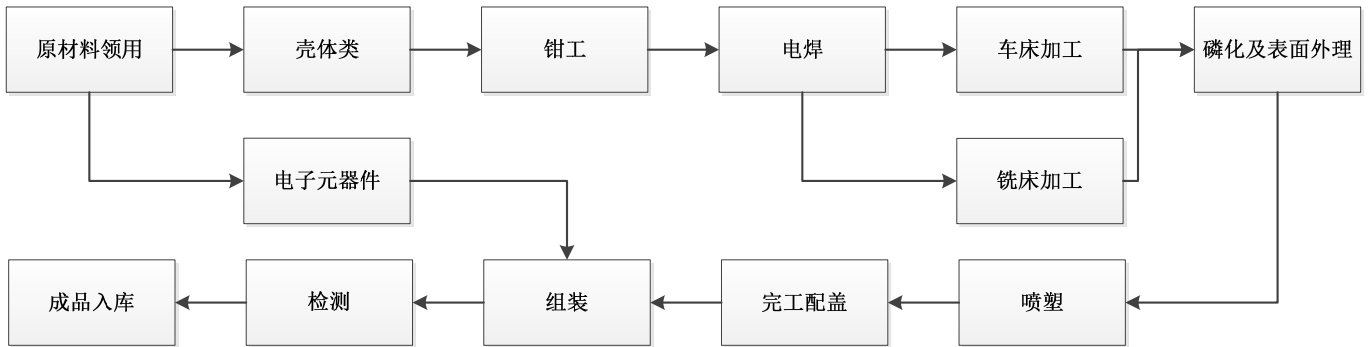 原材料领用
壳体类
钳工
电焊
车床加工
磷化及表面外理
电子元器件
铣床加工
成品入库
检测
组装
完工配盖
喷塑